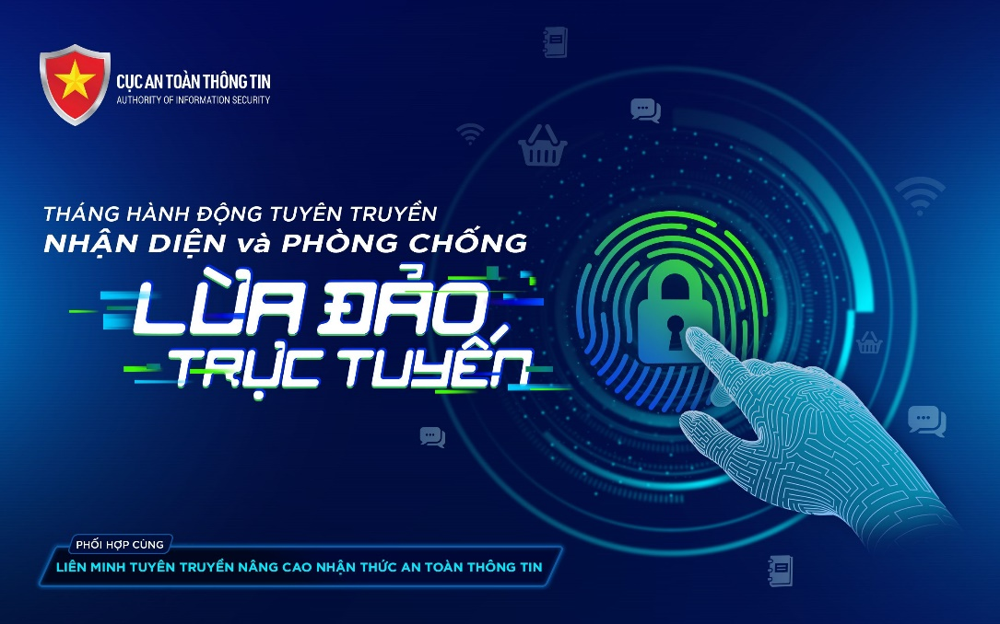 CỤC AN TOÀN THÔNG TIN
AUTHORITY OF INFORMATION SECURITY
THÁNG HÀNH ĐỘNG TUYÊN TRUYỀN
NHẬN DIỆN và PHÒNG CHỐNG
LỪA ĐẢO
TRỰC TUYẾN
PHỐI HỢP CÙNG
LIÊN MINH TUYÊN TRUYỀN NÂNG CAO NHẬN THỨC AN TOÀN THÔNG TIN